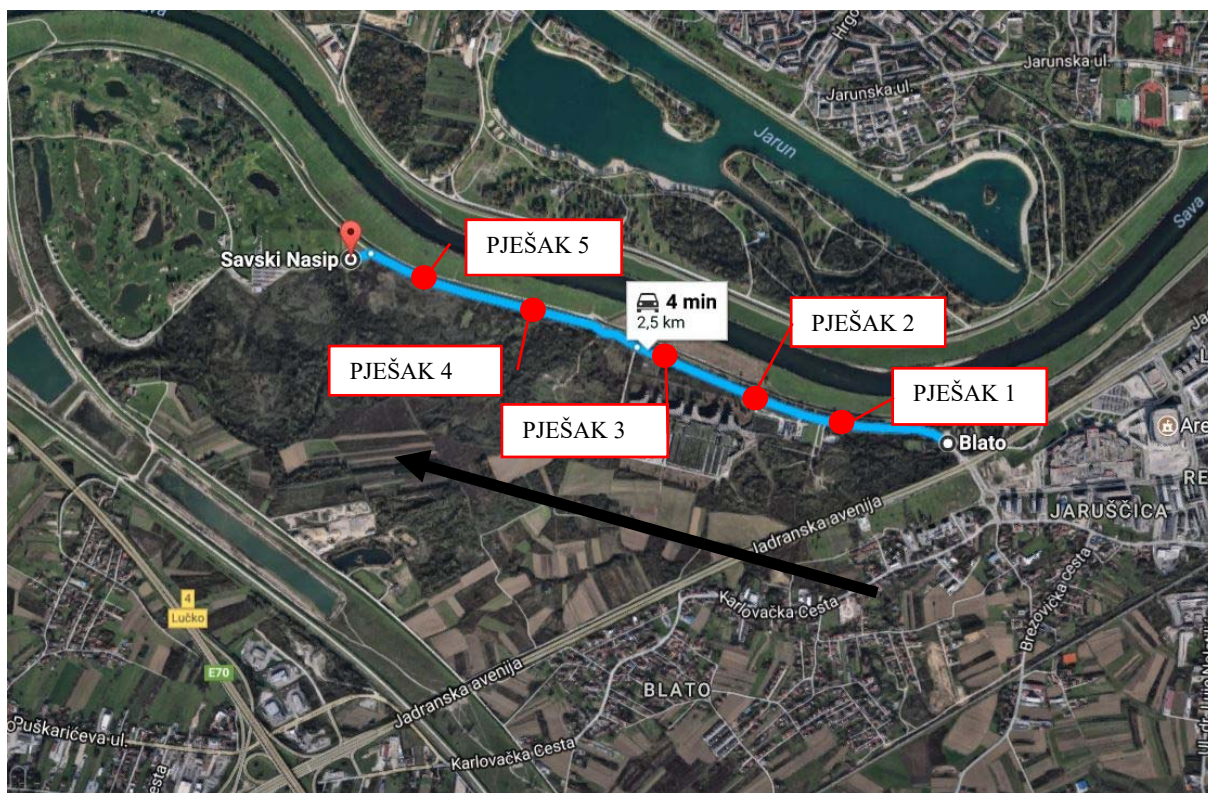 Sava
Hrgo
Jarunska ul.
Jarunska ul.
Jarun
Sava
PJEŠAK 5
Savski Nasip
4 min
2,5 km
PJEŠAK 2
PJEŠAK 4
PJEŠAK 1
PJEŠAK 3
Blato
Are
RE
JARUŠČICA
Jadranska avenija
Karlovačka Cesta
Brezovička cesta
4
Lučko
E70
Jadranska avenija
BLATO
Puškarićeva ul.
Karlovačka Cesta
cesta